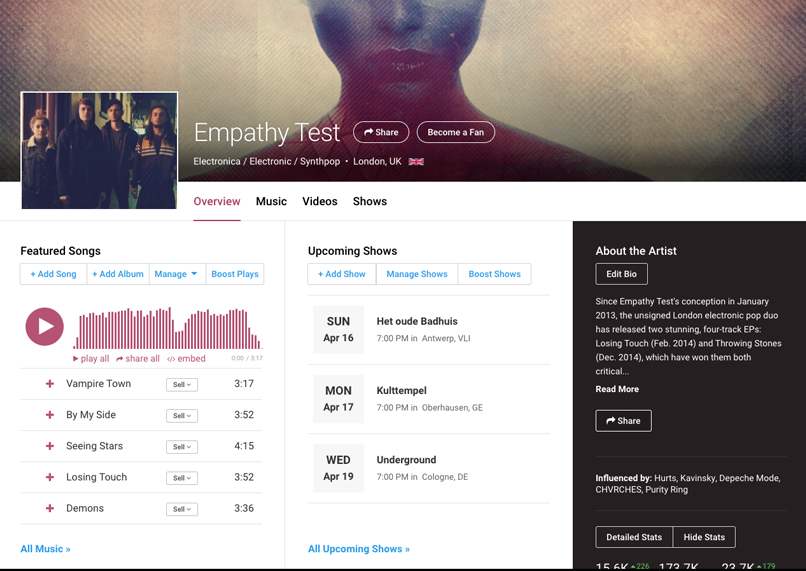 Empathy Test
Share
Become a Fan
Electronica / Electronic / Synthpop • London, UK
Overview Music Videos Shows
Featured Songs
+ Add Song
+ Add Album
Manage
Boost Plays
play all share all </> embed 0:00 / 3:17
+ Vampire Town Sell 3:17
+ By My Side Sell 3:52
+ Seeing Stars Sell 4:15
+ Losing Touch Sell 3:52
+ Demons Sell 3:36
All Music »
Upcoming Shows
+ Add Show
Manage Shows
Boost Shows
SUN
Apr 16
Het oude Badhuis
7:00 PM in Antwerp, VLI
MON
Apr 17
Kulttempel
7:00 PM in Oberhausen, GE
WED
Apr 19
Underground
7:00 PM in Cologne, DE
All Upcoming Shows »
About the Artist
Edit Bio
Since Empathy Test's conception in January
2013, the unsigned London electronic pop duo
has released two stunning, four-track EPs:
Losing Touch (Feb. 2014) and Throwing Stones
(Dec. 2014), which have won them both
critical...
Read More
Share
Influenced by: Hurts, Kavinsky, Depeche Mode,
CHVRCHES, Purity Ring
Detailed Stats
Hide Stats
15.6K 226 173.7K 23.7K 179